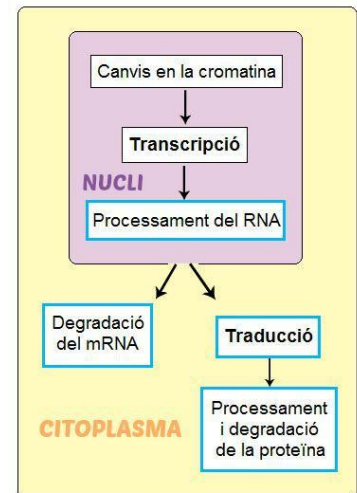 Canvis en la cromatina
Transcripció
NUCLI
Processament del RNA
Degradació
del mRNA
Traducció
CITOPLASMA
Processament
i degradació
de la proteïna